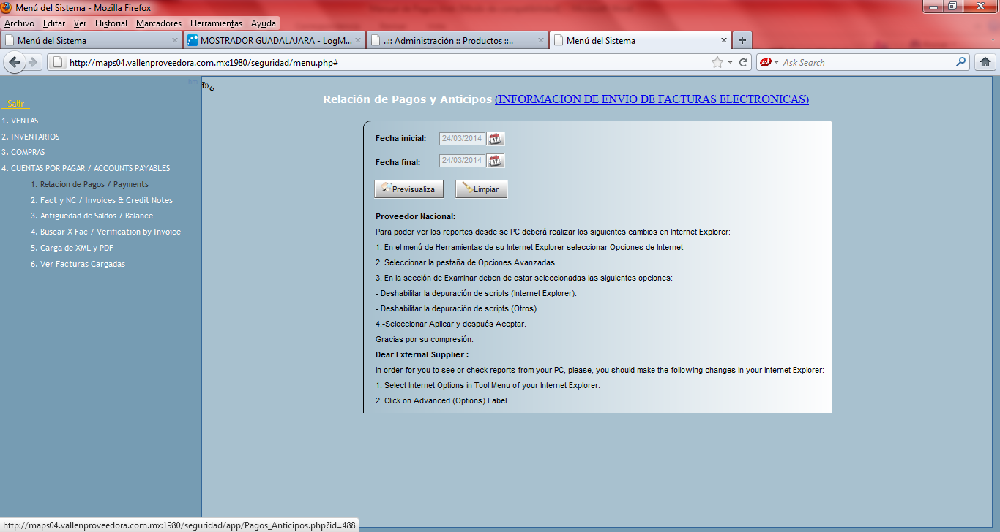 Menú del Sistema - Mozilla Firefox
Archivo Editar Ver Historial Marcadores Herramientas Ayuda
Menú del Sistema
MOSTRADOR GUADALAJARA - LogM...
..:: Administración :: Productos ::..
Menú del Sistema
http://maps04.vallenproveedora.com.mx:1980/seguridad/menu.php#
Ask Search
- Salir -
1. VENTAS
2. INVENTARIOS
3. COMPRAS
4. CUENTAS POR PAGAR / ACCOUNTS PAYABLES
1. Relacion de Pagos / Payments
2. Fact y NC / Invoices & Credit Notes
3. Antiguedad de Saldos / Balance
4. Buscar X Fac / Verification by Invoice
5. Carga de XML y PDF
6. Ver Facturas Cargadas
ï»¿
Relación de Pagos y Anticipos (INFORMACION DE ENVIO DE FACTURAS ELECTRONICAS)
Fecha inicial: 24/03/2014
Fecha final: 24/03/2014
Previsualiza Limpiar
Proveedor Nacional:
Para poder ver los reportes desde se PC deberá realizar los siguientes cambios en Internet Explorer:
1. En el menú de Herramientas de su Internet Explorer seleccionar Opciones de Internet.
2. Seleccionar la pestaña de Opciones Avanzadas.
3. En la sección de Examinar deben de estar seleccionadas las siguientes opciones:
- Deshabilitar la depuración de scripts (Internet Explorer).
- Deshabilitar la depuración de scripts (Otros).
4.-Seleccionar Aplicar y después Aceptar.
Gracias por su compresión.
Dear External Supplier :
In order for you to see or check reports from your PC, please, you should make the following changes in your Internet Explorer:
1. Select Internet Options in Tool Menu of your Internet Explorer.
2. Click on Advanced (Options) Label.
http://maps04.vallenproveedora.com.mx:1980/seguridad/app/Pagos_Anticipos.php?id=488